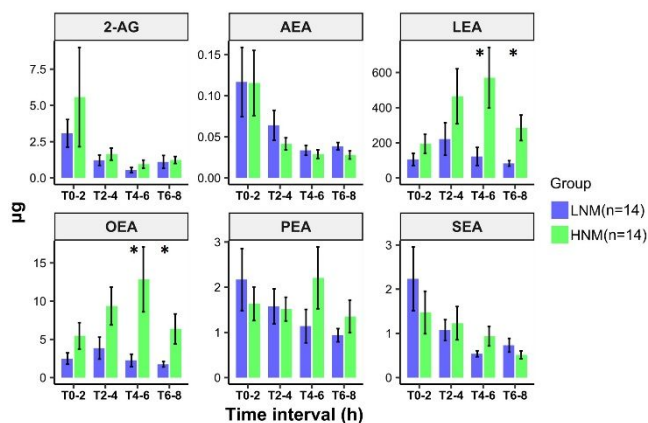 2-AG
AEA
LEA
7.5
5.0
2.5
0.0
0.15
0.10
0.05
0.00
600
400
200
0
* *
T0-2 T2-4 T4-6 T6-8
T0-2 T2-4 T4-6 T6-8
T0-2 T2-4 T4-6 T6-8
µg
Group
LNM(n=14)
HNM(n=14)
OEA
PEA
SEA
15
10
5
0
* *
3
2
1
0
3
2
1
0
T0-2 T2-4 T4-6 T6-8
T0-2 T2-4 T4-6 T6-8
T0-2 T2-4 T4-6 T6-8
Time interval (h)